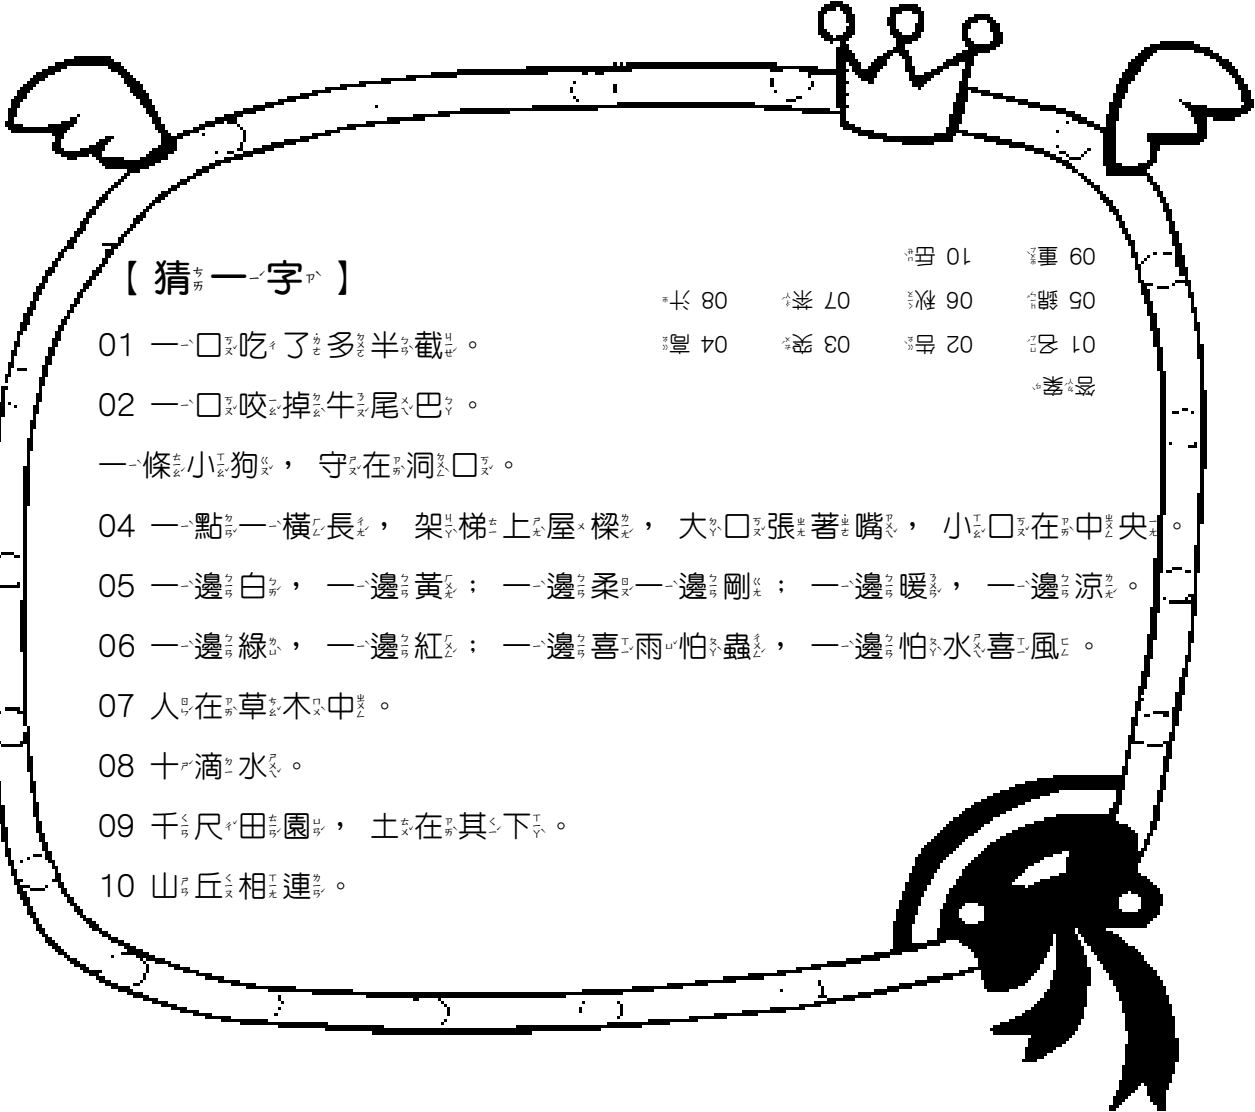 【猜一字】
01 一口吃了多半截。
02 一口咬掉牛尾巴。
一條小狗，守在洞口。
04 一點一橫長，架梯上屋樑，大口張著嘴，小口在中央。
05 一邊白，一邊黃；一邊柔一邊剛；一邊暖，一邊涼。
06 一邊綠，一邊紅；一邊喜雨怕蟲，一邊怕水喜風。
07 人在草木中。
08 十滴水。
09 千尺田園，土在其下。
10 山丘相連。
答案
01 名 02 告 03 突 04 高
05 錦 06 秋 07 茶 08 汁
09 重 10 岳